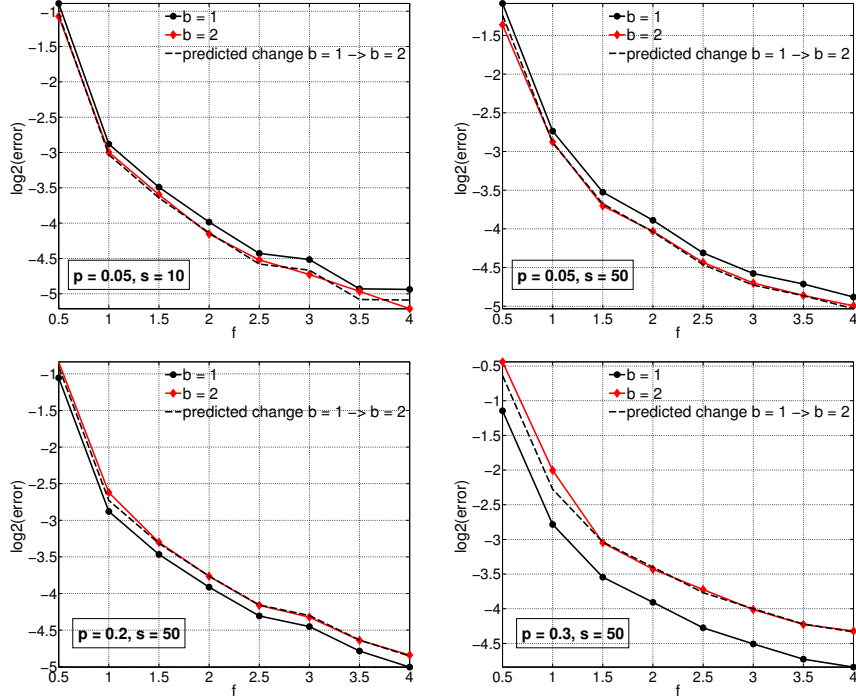 b = 1
b = 2
predicted change b = 1 −> b = 2
log2(error)
−1
−1.5
−2
−2.5
−3
−3.5
−4
−4.5
−5
p = 0.05, s = 10
0.5 1 1.5 2 2.5 3 3.5 4
f
b = 1
b = 2
predicted change b = 1 −> b = 2
log2(error)
−1.5
−2
−2.5
−3
−3.5
−4
−4.5
−5
p = 0.05, s = 50
0.5 1 1.5 2 2.5 3 3.5 4
f
b = 1
b = 2
predicted change b = 1 −> b = 2
log2(error)
−1
−1.5
−2
−2.5
−3
−3.5
−4
−4.5
−5
p = 0.2, s = 50
0.5 1 1.5 2 2.5 3 3.5 4
f
b = 1
b = 2
predicted change b = 1 −> b = 2
log2(error)
−0.5
−1
−1.5
−2
−2.5
−3
−3.5
−4
−4.5
p = 0.3, s = 50
0.5 1 1.5 2 2.5 3 3.5 4
f